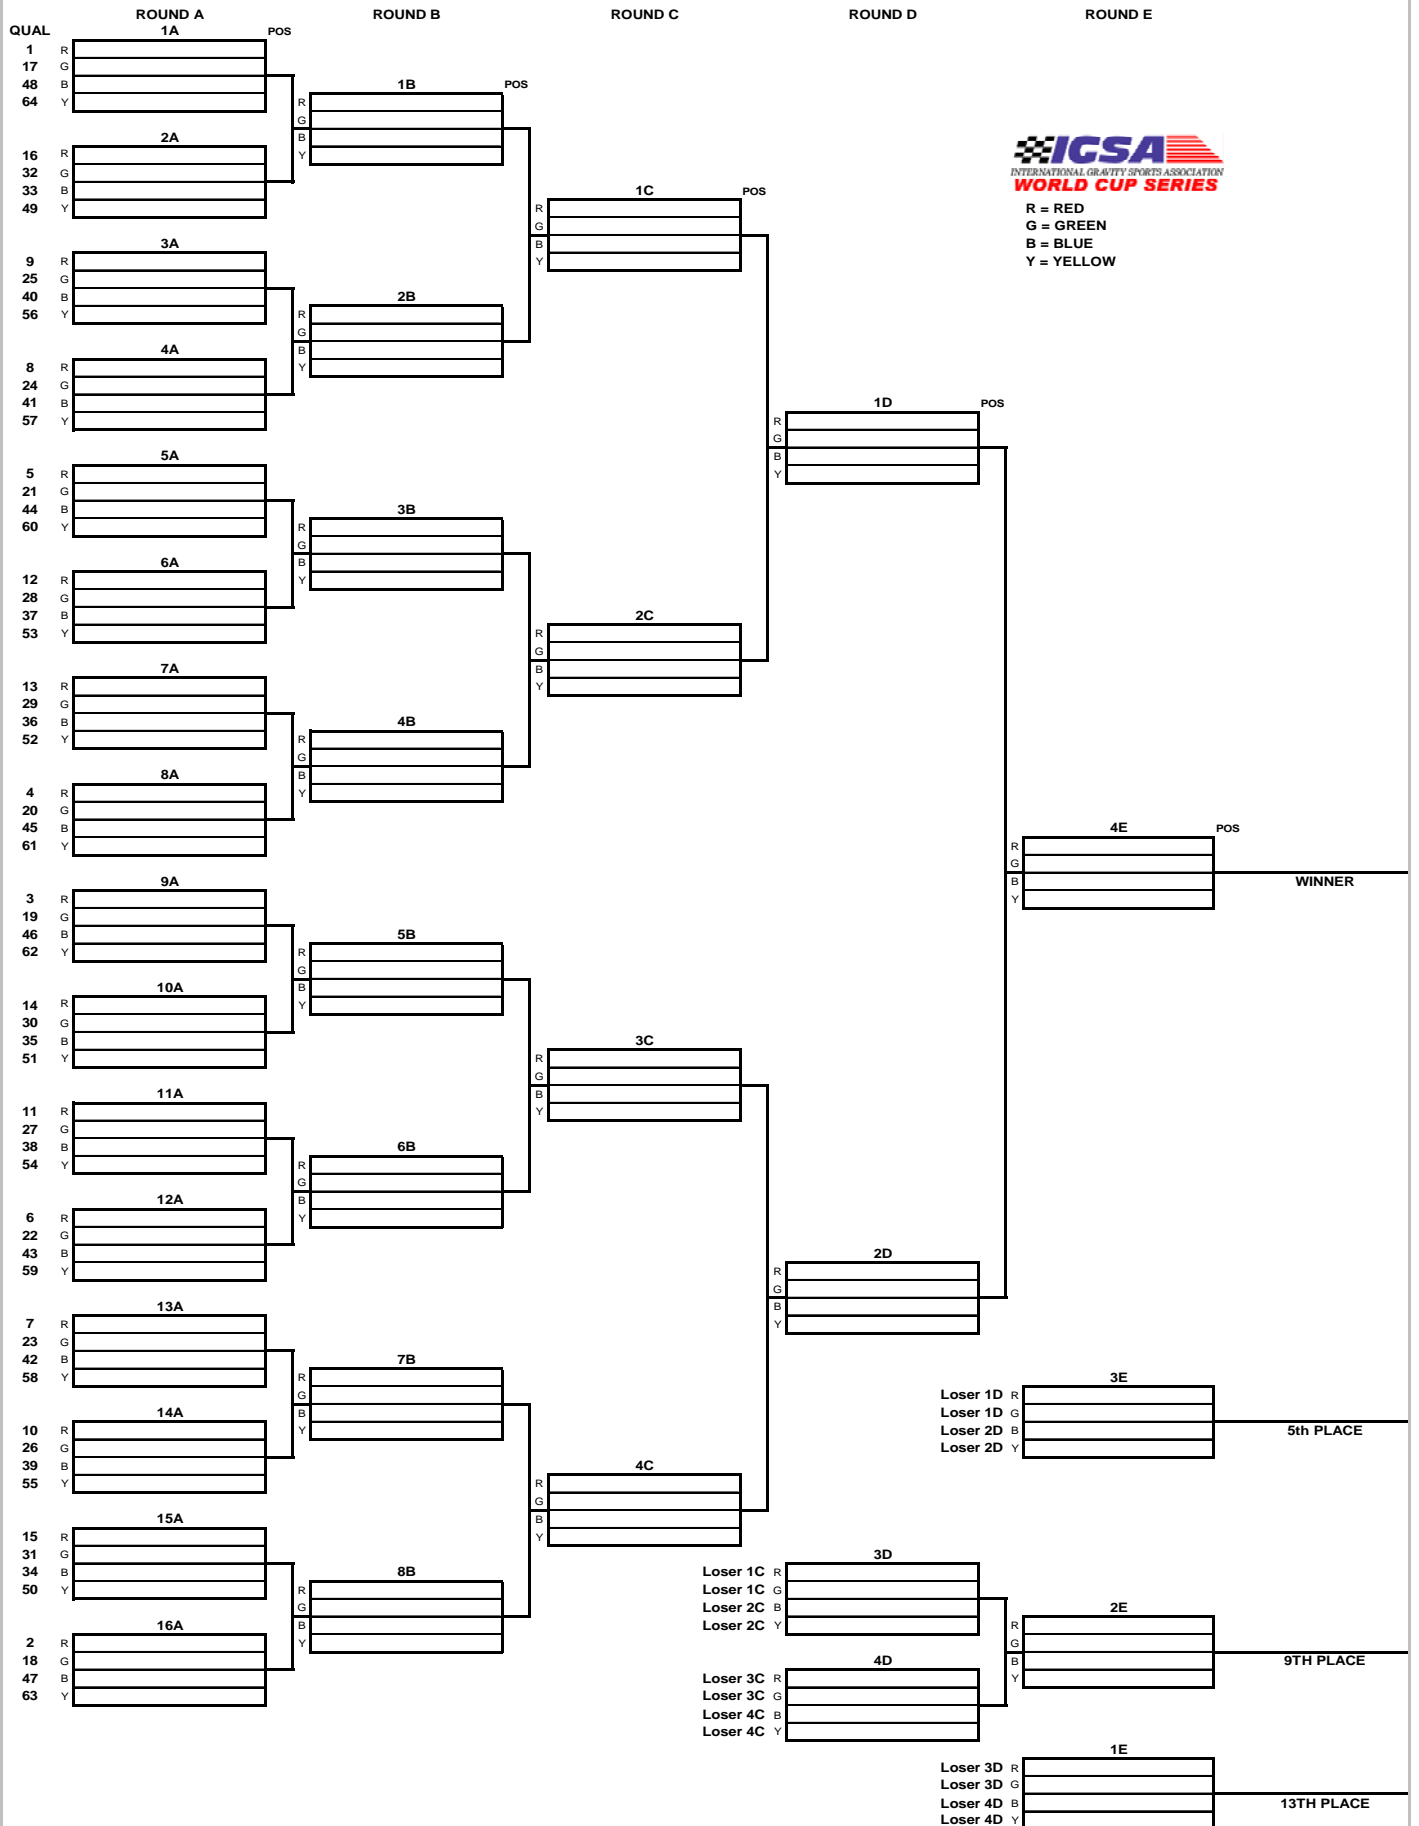 ROUND A ROUND B ROUND C ROUND D ROUND E
QUAL 1A POS
1 R
17 G
48 B
64 Y
2A
16 R
32 G
33 B
49 Y
3A
9 R
25 G
40 B
56 Y
4A
8 R
24 G
41 B
57 Y
5A
5 R
21 G
44 B
60 Y
6A
12 R
28 G
37 B
53 Y
7A
13 R
29 G
36 B
52 Y
8A
4 R
20 G
45 B
61 Y
9A
3 R
19 G
46 B
62 Y
10A
14 R
30 G
35 B
51 Y
11A
11 R
27 G
38 B
54 Y
12A
6 R
22 G
43 B
59 Y
13A
7 R
23 G
42 B
58 Y
14A
10 R
26 G
39 B
55 Y
15A
15 R
31 G
34 B
50 Y
16A
2 R
18 G
47 B
63 Y
1B POS
R
G
B
Y
2B
R
G
B
Y
3B
R
G
B
Y
4B
R
G
B
Y
5B
R
G
B
Y
6B
R
G
B
Y
7B
R
G
B
Y
8B
R
G
B
Y
1C POS
R
G
B
Y
2C
R
G
B
Y
3C
R
G
B
Y
4C
R
G
B
Y
1D POS
R
G
B
Y
2D
R
G
B
Y
3D
Loser 1C R
Loser 1C G
Loser 2C B
Loser 2C Y
4D
Loser 3C R
Loser 3C G
Loser 4C B
Loser 4C Y
IGSA
INTERNATIONAL GRAVITY SPORTS ASSOCIATION
WORLD CUP SERIES
R = RED
G = GREEN
B = BLUE
Y = YELLOW
4E POS
R
G
B
Y
WINNER
3E
Loser 1D R
Loser 1D G
Loser 2D B
Loser 2D Y
5th PLACE
2E
R
G
B
Y
9TH PLACE
1E
Loser 3D R
Loser 3D G
Loser 4D B
Loser 4D Y
13TH PLACE